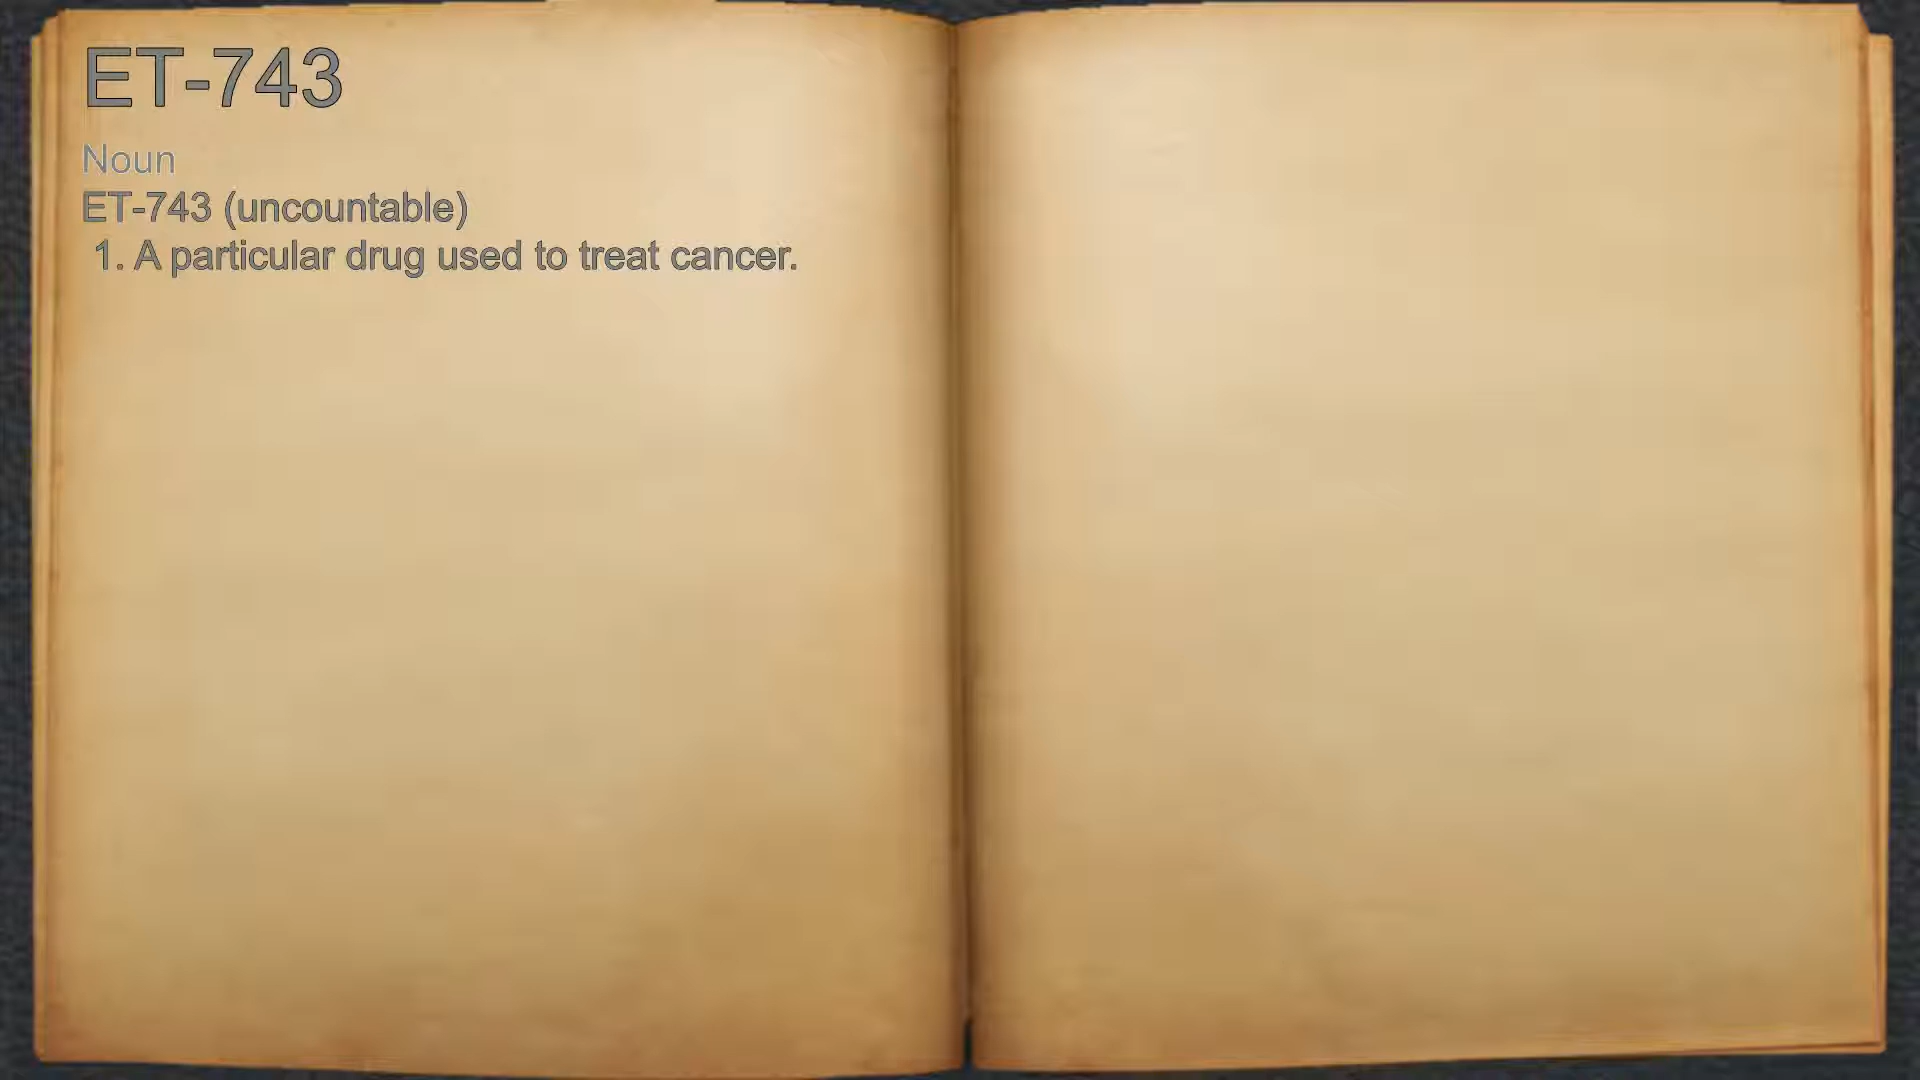 ET-743
Noun
ET-743 (uncountable)
1. A particular drug used to treat cancer.